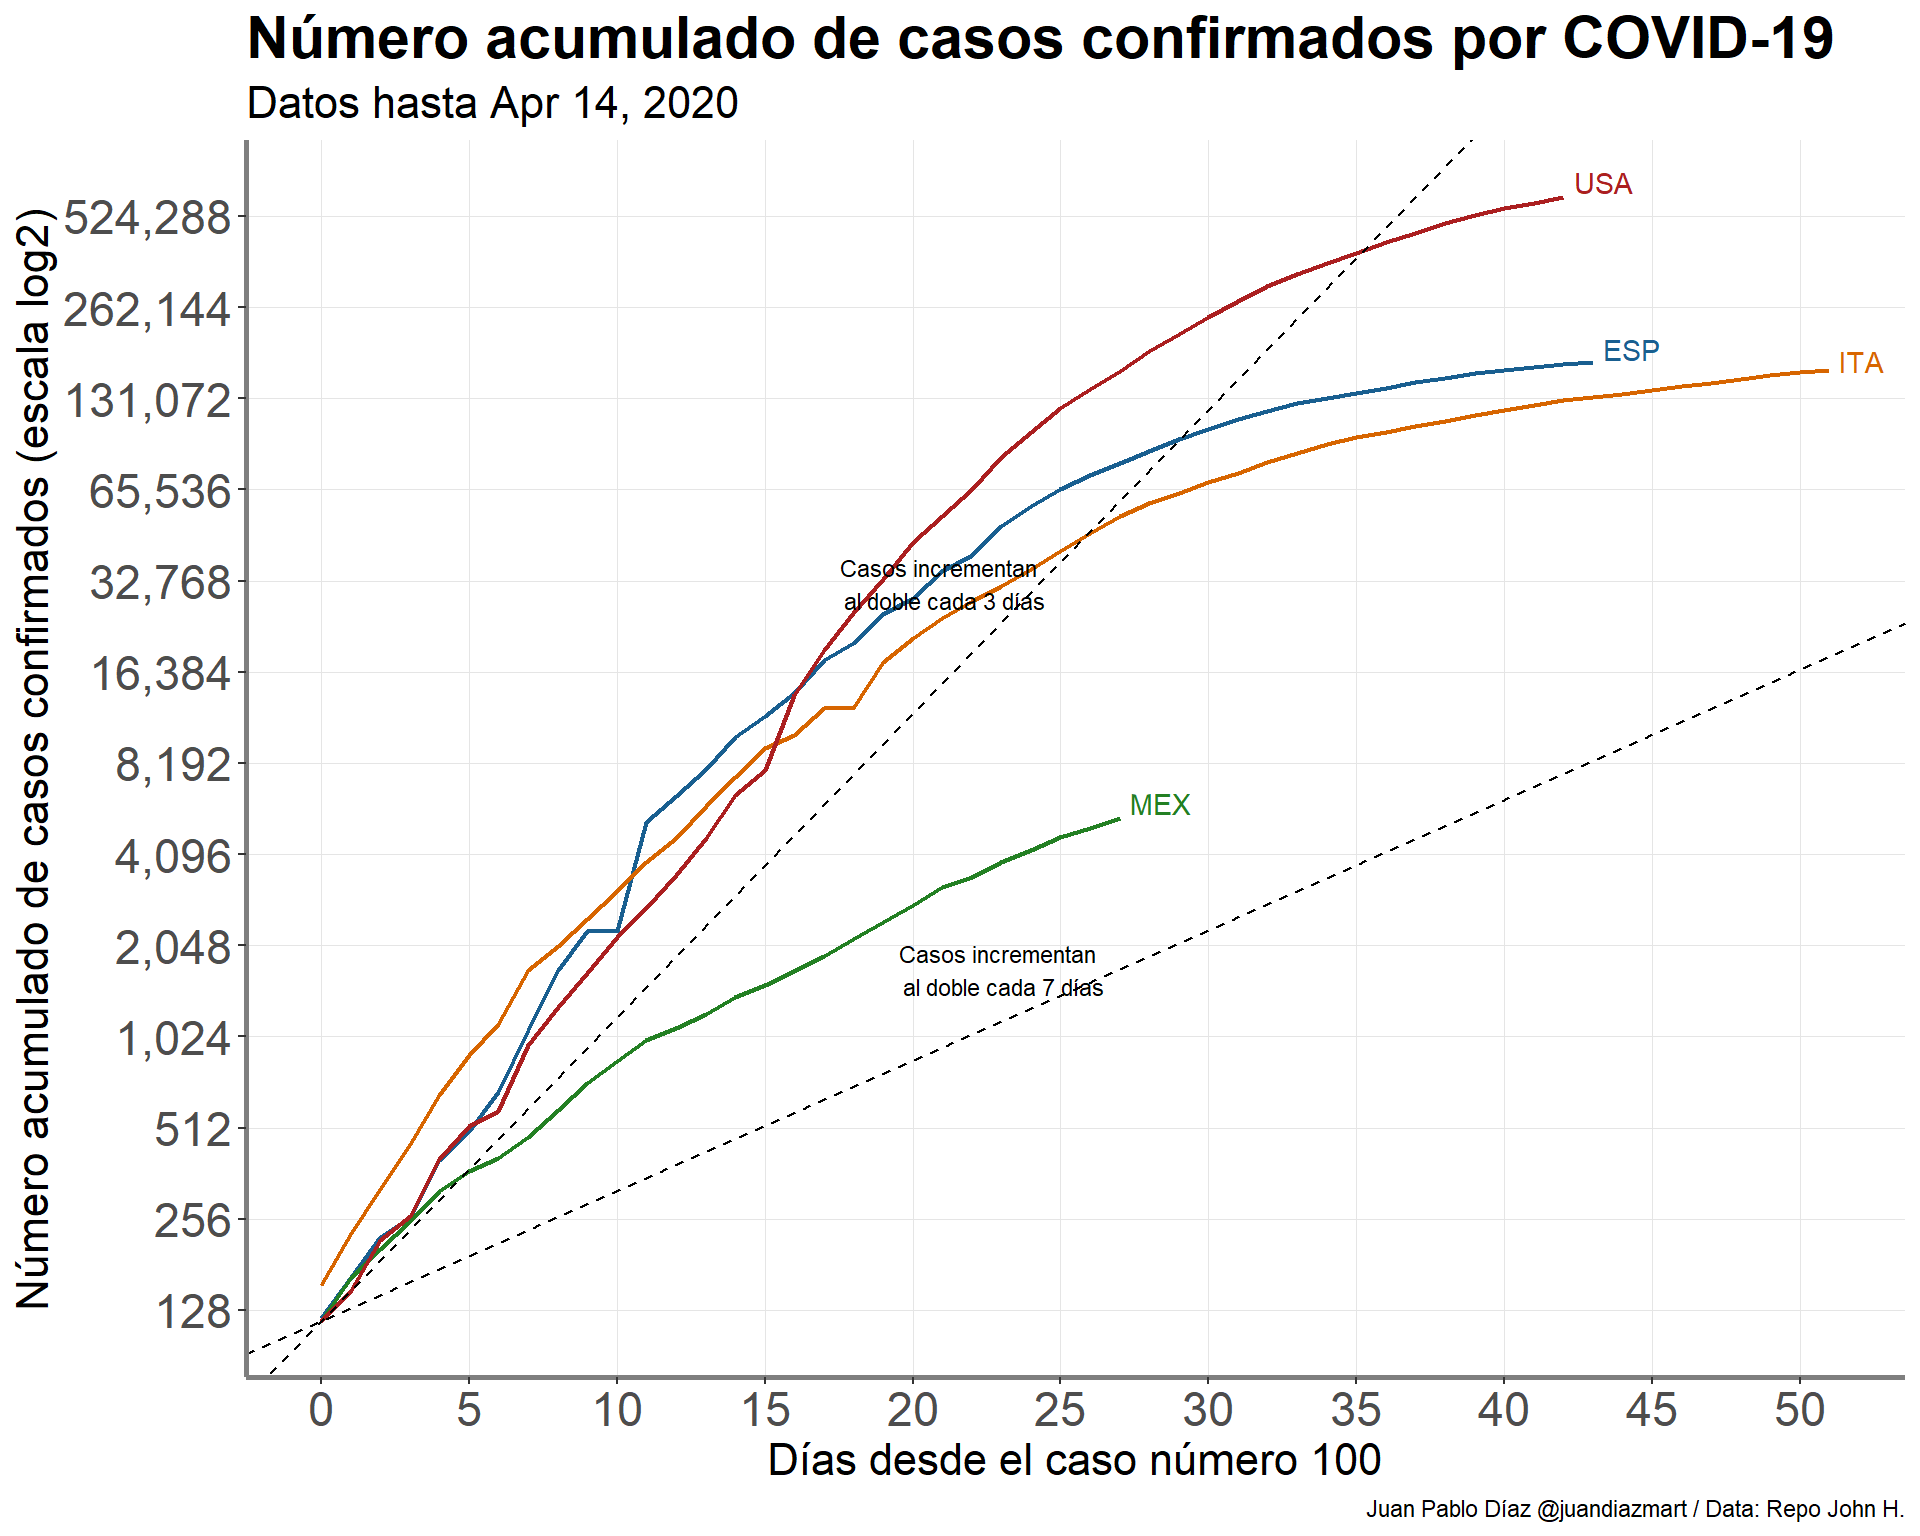 Número acumulado de casos confirmados por COVID-19
Datos hasta Apr 14, 2020
Número acumulado de casos confirmados (escala log2)
524,288
262,144
131,072
65,536
32,768
16,384
8,192
4,096
2,048
1,024
512
256
128
USA
ESP
ITA
Casos incrementan
al doble cada 3 días
MEX
Casos incrementan
al doble cada 7 días
0 5 10 15 20 25 30 35 40 45 50
Días desde el caso número 100
Juan Pablo Díaz @juandiazmart / Data: Repo John H.